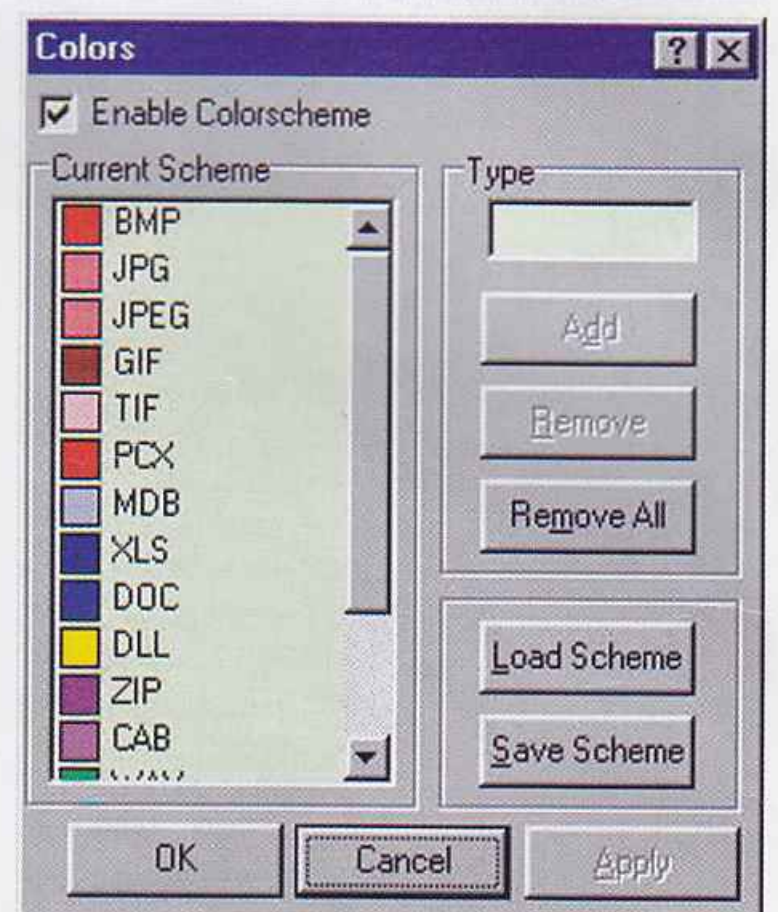 Colors
Enable Colorscheme
Current Scheme
BMP
JPG
JPEG
GIF
TIF
PCX
MDB
XLS
DOC
DLL
ZIP
CAB
Type
Add
Remove
Remove All
Load Scheme
Save Scheme
OK
Cancel
Apply